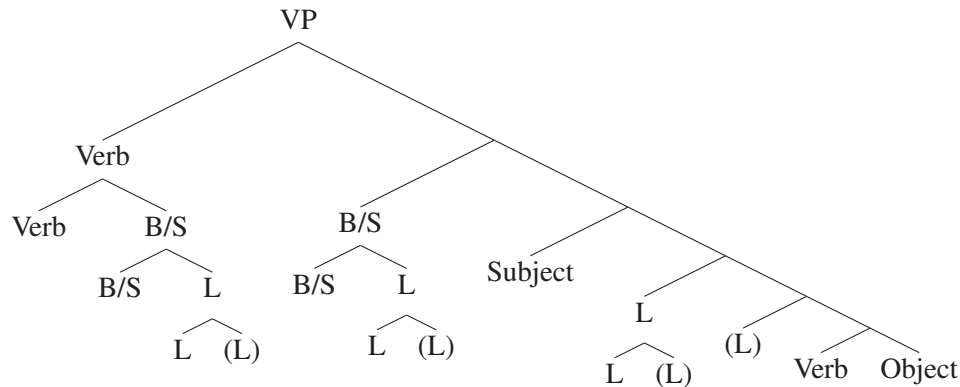 VP
Verb
Verb B/S B/S
B/S L B/S L Subject
L (L) L (L) L (L)
L (L) Verb Object